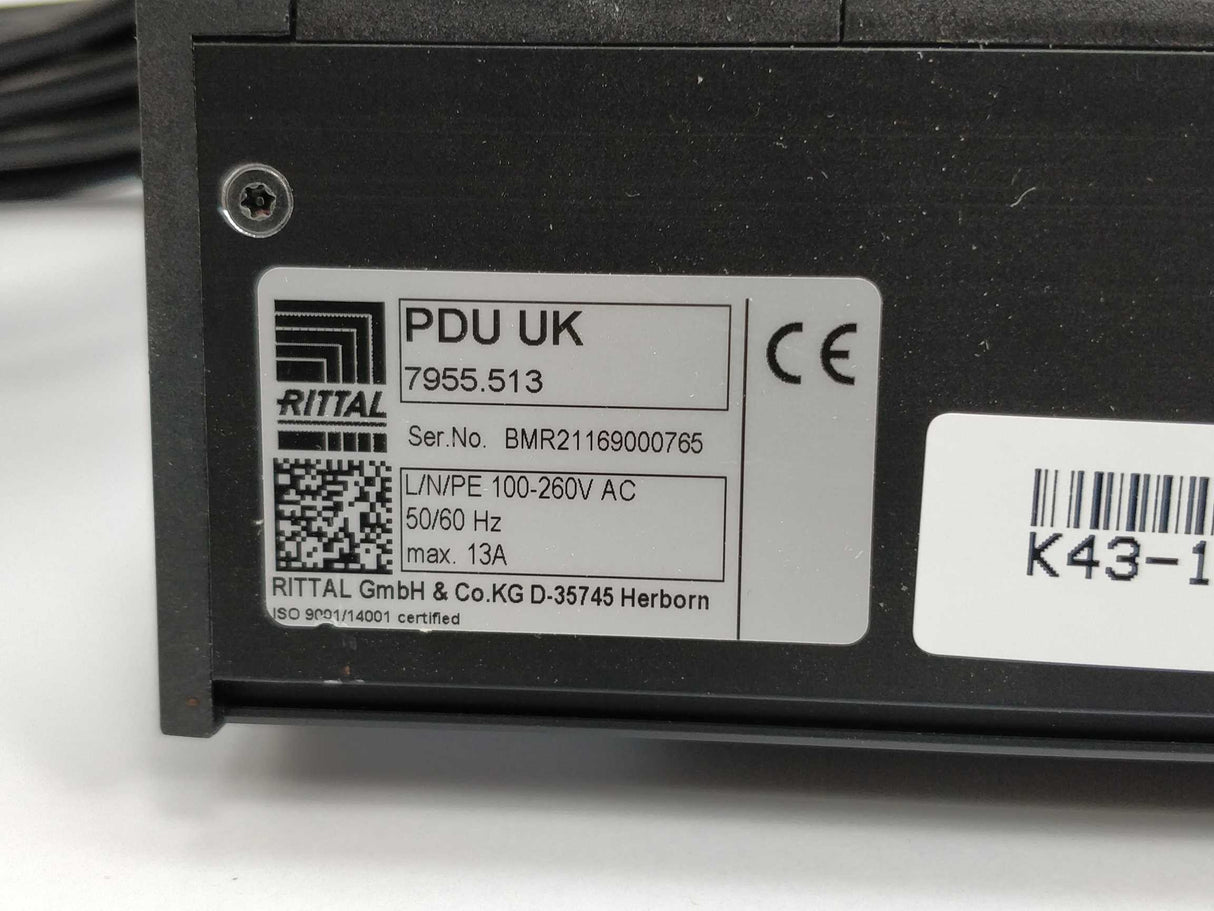 PDU UK
7955.513
CE
RITTAL
Ser.No. BMR21169000765
L/N/PE 100-260V AC
50/60 Hz
max. 13A
RITTAL GmbH & Co.KG D-35745 Herborn
ISO 9001/14001 certified
K43-1